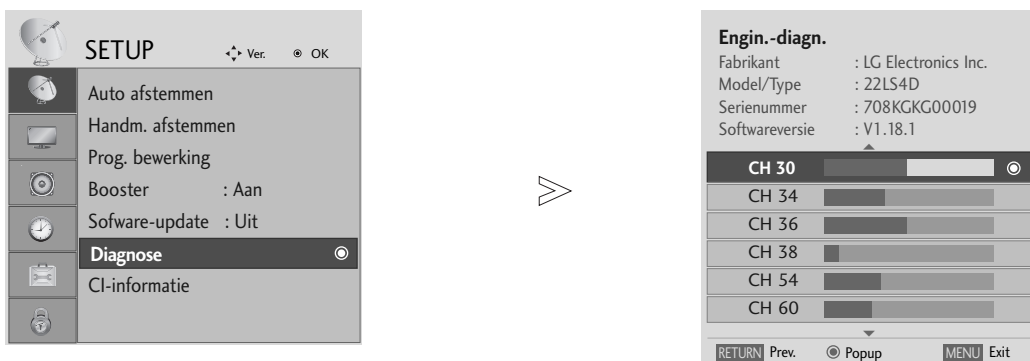 SETUP
Ver. OK
Auto afstemmen
Handm. afstemmen
Prog. bewerking
Booster : Aan
Sofware-update : Uit
Diagnose
CI-informatie
Engin.-diagn.
Fabrikant : LG Electronics Inc.
Model/Type : 22LS4D
Serienummer : 708KGKG00019
Softwareversie : V1.18.1
CH 30
CH 34
CH 36
CH 38
CH 54
CH 60
RETURN Prev. Popup MENU Exit